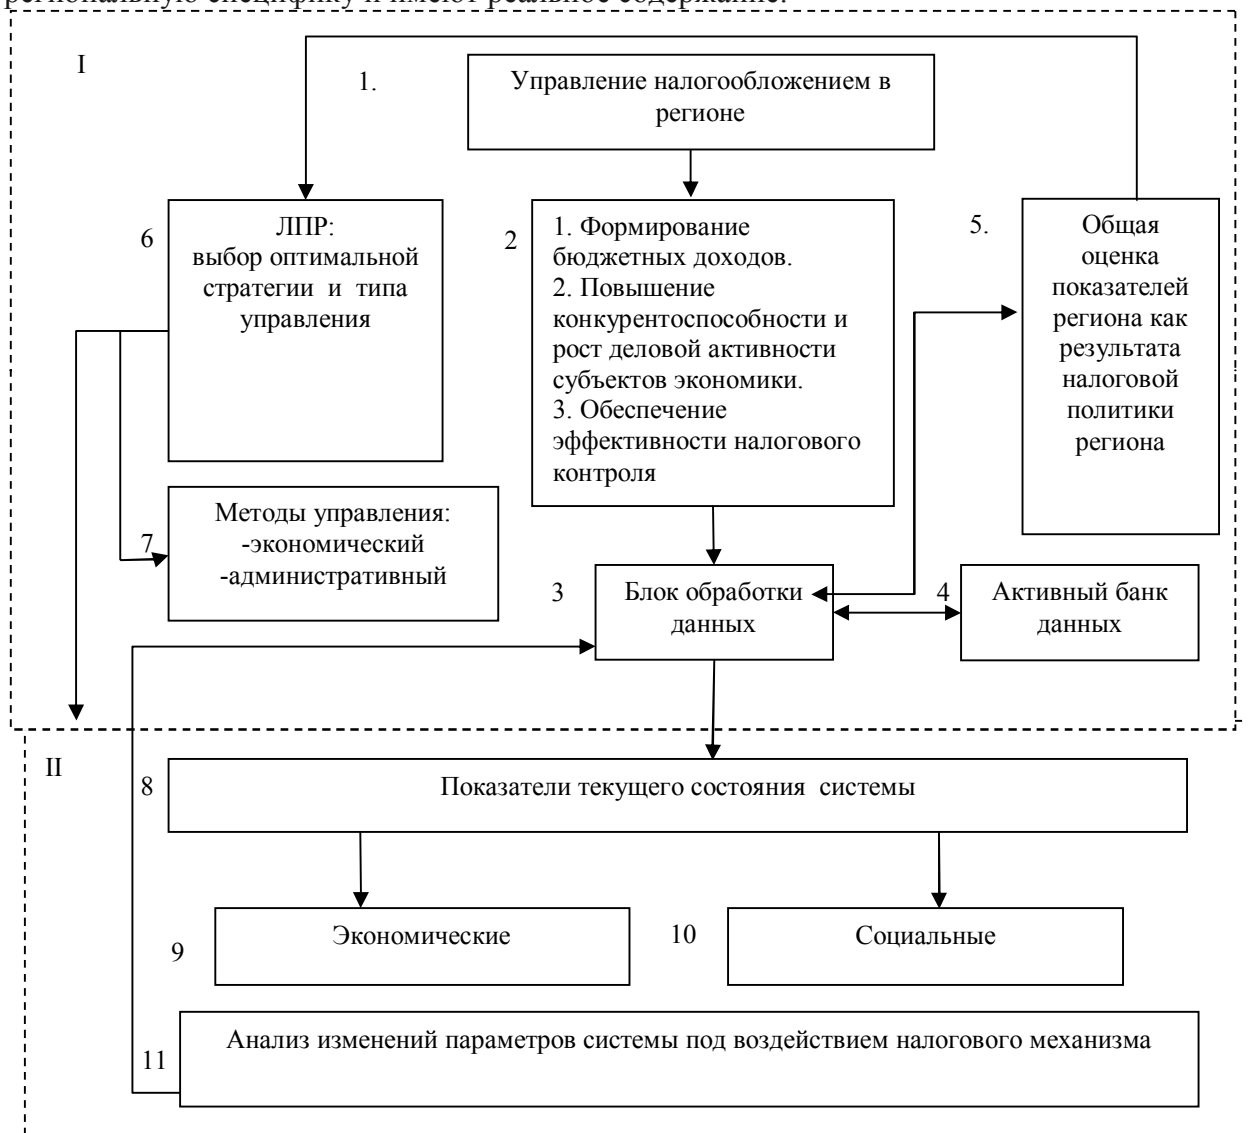 региональную специфику и имеют реальное содержание.
I
1.
Управление налогообложением в
регионе
6
ЛПР:
выбор оптимальной
стратегии и типа
управления
2
1. Формирование
бюджетных доходов.
2. Повышение
конкурентоспособности и
рост деловой активности
субъектов экономики.
3. Обеспечение
эффективности налогового
контроля
5.
Общая
оценка
показателей
региона как
результата
налоговой
политики
региона
7
Методы управления:
-экономический
-административный
3
Блок обработки
данных
4
Активный банк
данных
II
8
Показатели текущего состояния системы
9
Экономические
10
Социальные
11
Анализ изменений параметров системы под воздействием налогового механизма